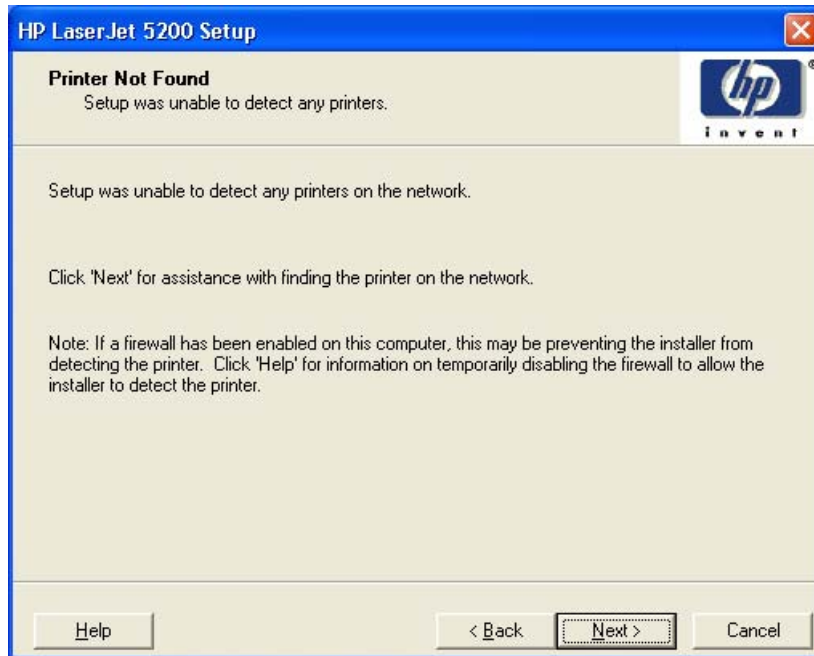 HP LaserJet 5200 Setup
Printer Not Found
Setup was unable to detect any printers.
hp
®
invent
Setup was unable to detect any printers on the network.
Click 'Next' for assistance with finding the printer on the network.
Note: If a firewall has been enabled on this computer, this may be preventing the installer from
detecting the printer. Click 'Help' for information on temporarily disabling the firewall to allow the
installer to detect the printer.
Help
< Back
Next >
Cancel